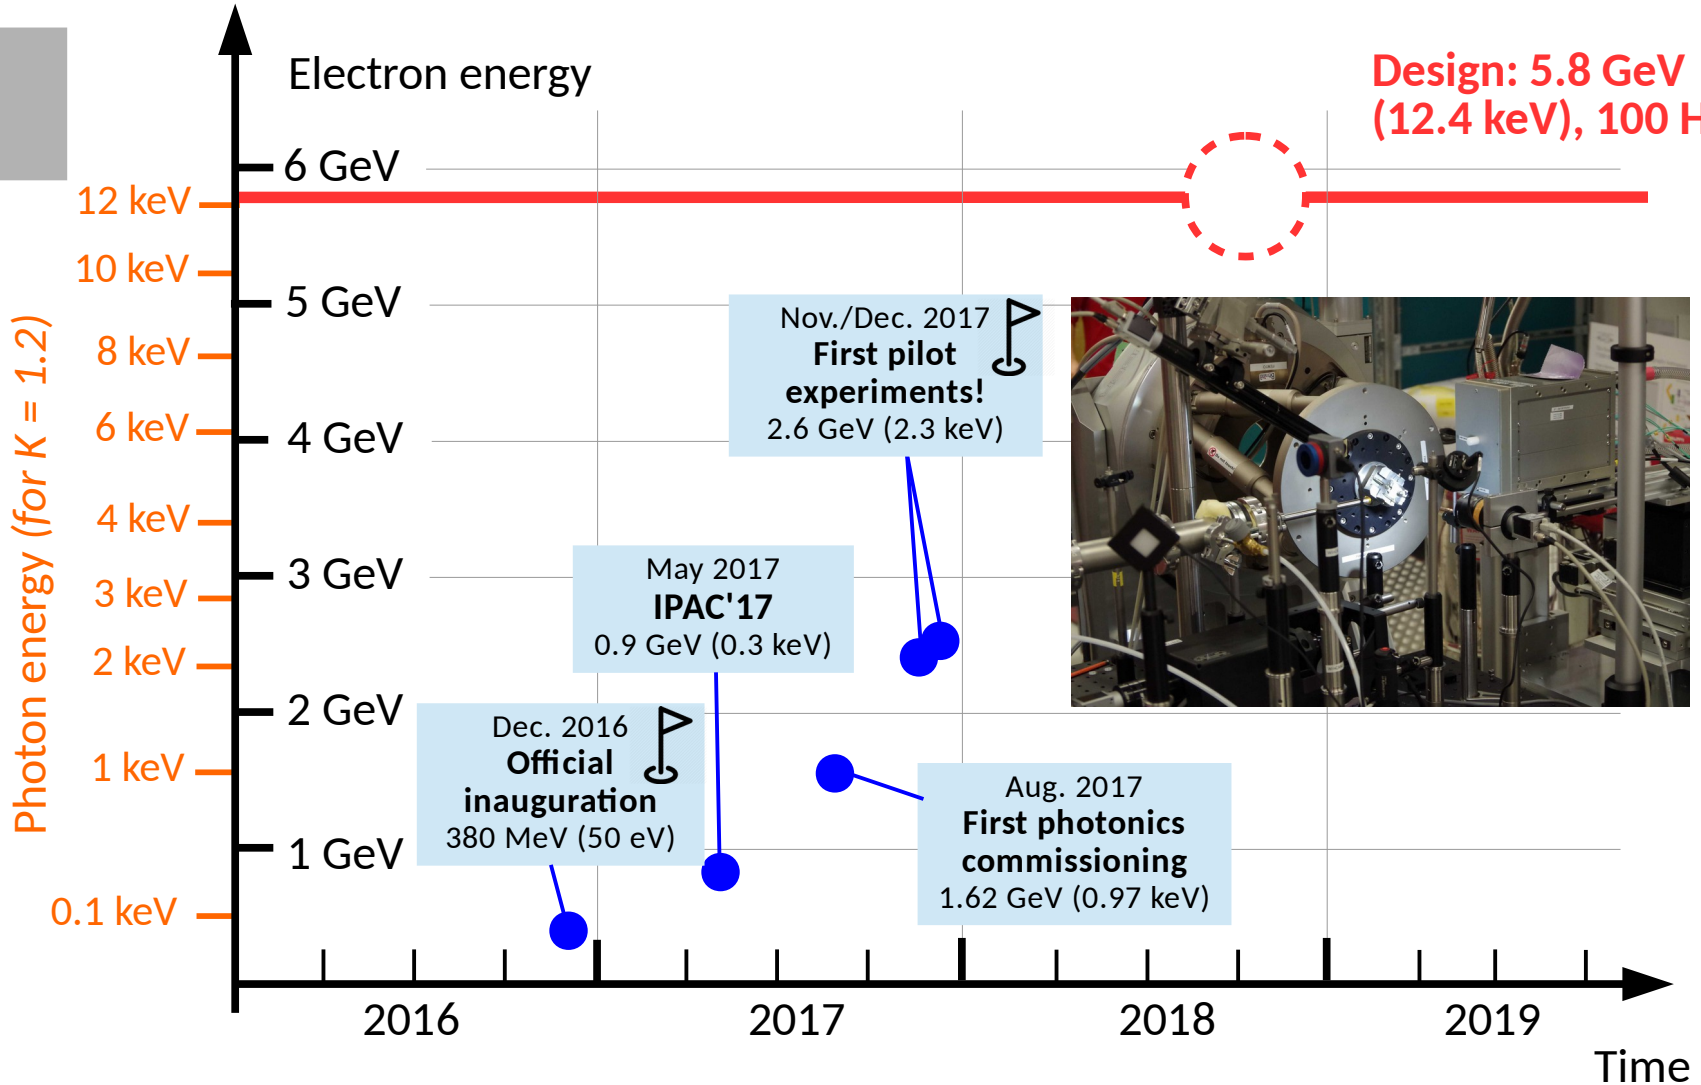 Electron energy
Design: 5.8 GeV
(12.4 keV), 100 H
6 GeV
12 keV
10 keV
5 GeV
8 keV
6 keV
4 GeV
4 keV
3 GeV
3 keV
2 keV
2 GeV
1 keV
1 GeV
0.1 keV
Photon energy (for K = 1.2)
Nov./Dec. 2017
First pilot
experiments!
2.6 GeV (2.3 keV)
May 2017
IPAC'17
0.9 GeV (0.3 keV)
Dec. 2016
Official
inauguration
380 MeV (50 eV)
Aug. 2017
First photonics
commissioning
1.62 GeV (0.97 keV)
2016
2017
2018
2019
Time